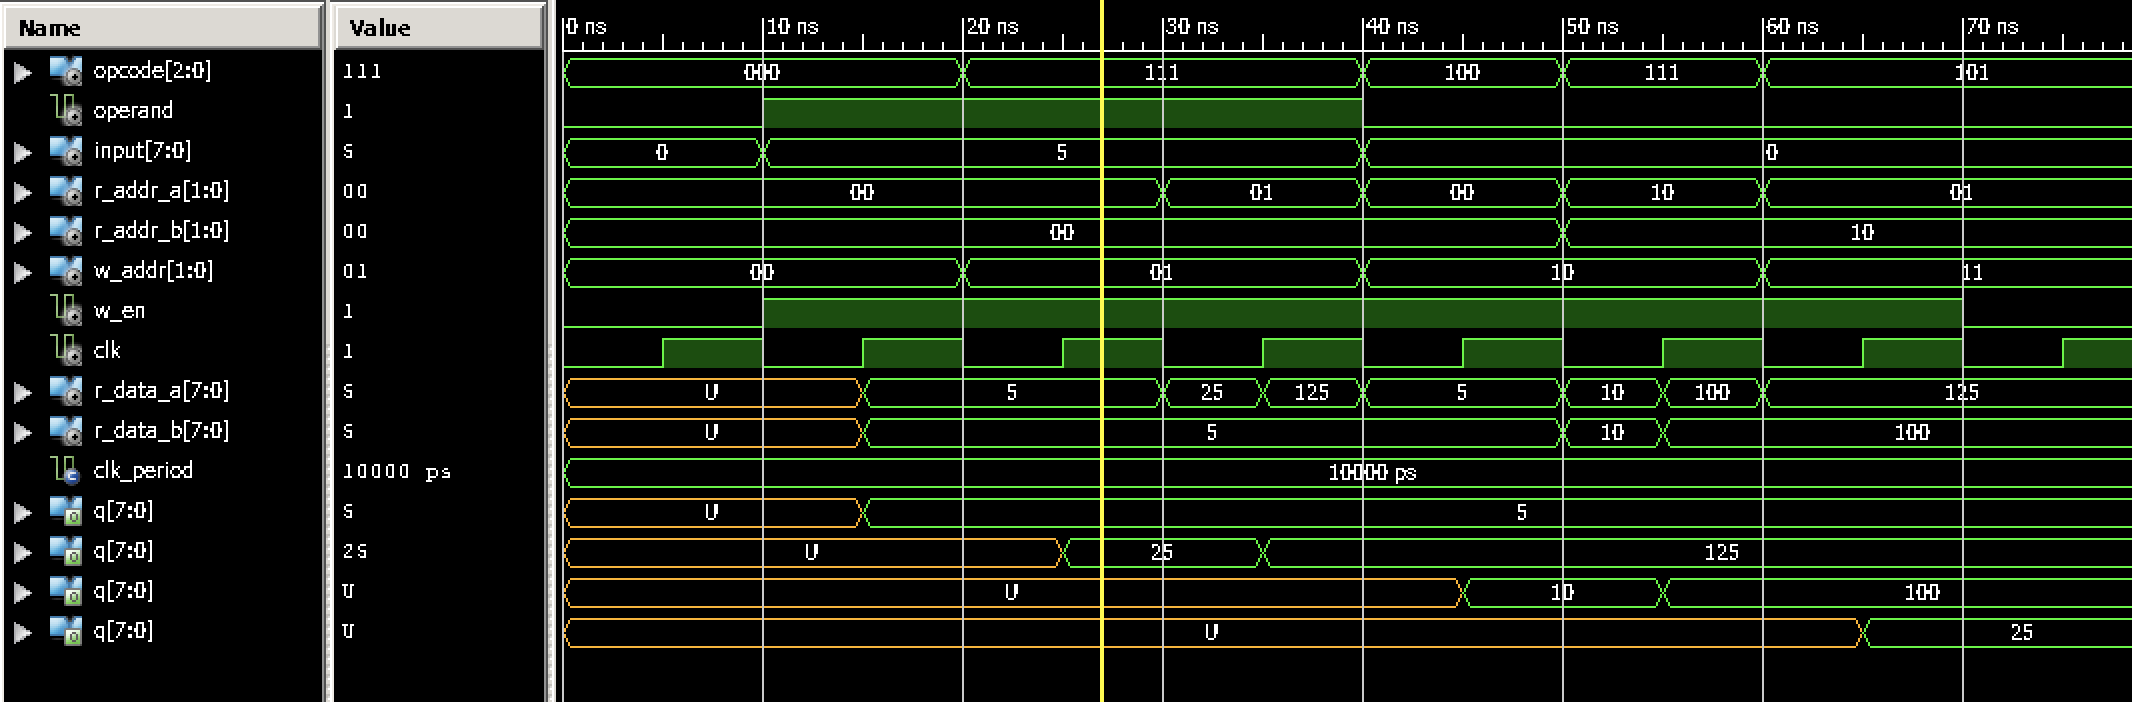 Name Value 0 ns 10 ns 20 ns 30 ns 40 ns 50 ns 60 ns 70 ns
opcode[2:0] 111 000 111 100 111 101
operand 1
input[7:0] 5 0 5 0
r_addr_a[1:0] 00 00 01 00 10 01
r_addr_b[1:0] 00 00 10
w_addr[1:0] 01 00 01 10 11
w_en 1
clk 1
r_data_a[7:0] 5 U 5 25 125 5 10 100 125
r_data_b[7:0] 5 U 5 10 100
clk_period 10000 ps 10000 ps
q[7:0] 5 U 5
q[7:0] 25 U 25 125
q[7:0] U U 10 100
q[7:0] U U 25